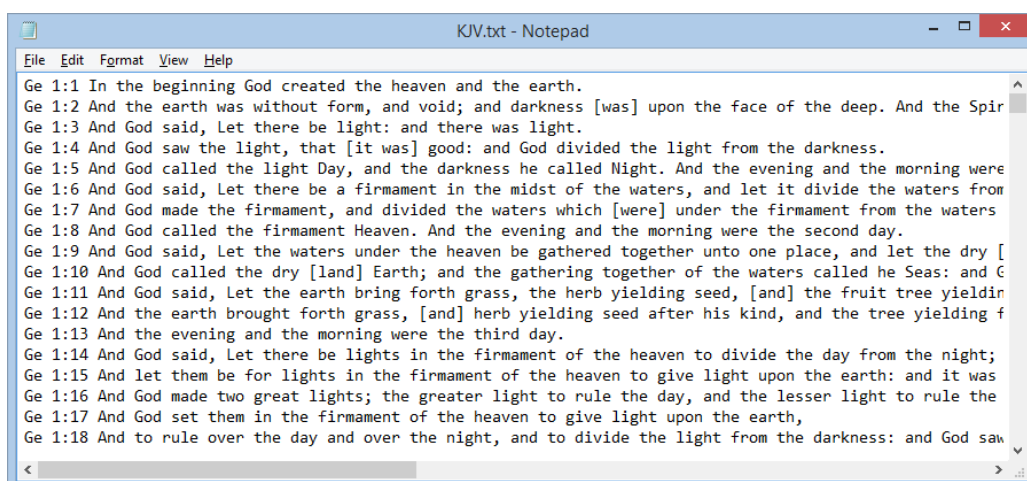 KJV.txt - Notepad
File Edit Format View Help
Ge 1:1 In the beginning God created the heaven and the earth.
Ge 1:2 And the earth was without form, and void; and darkness [was] upon the face of the deep. And the Spir
Ge 1:3 And God said, Let there be light: and there was light.
Ge 1:4 And God saw the light, that [it was] good: and God divided the light from the darkness.
Ge 1:5 And God called the light Day, and the darkness he called Night. And the evening and the morning were
Ge 1:6 And God said, Let there be a firmament in the midst of the waters, and let it divide the waters from
Ge 1:7 And God made the firmament, and divided the waters which [were] under the firmament from the waters
Ge 1:8 And God called the firmament Heaven. And the evening and the morning were the second day.
Ge 1:9 And God said, Let the waters under the heaven be gathered together unto one place, and let the dry [
Ge 1:10 And God called the dry [land] Earth; and the gathering together of the waters called he Seas: and G
Ge 1:11 And God said, Let the earth bring forth grass, the herb yielding seed, [and] the fruit tree yieldin
Ge 1:12 And the earth brought forth grass, [and] herb yielding seed after his kind, and the tree yielding f
Ge 1:13 And the evening and the morning were the third day.
Ge 1:14 And God said, Let there be lights in the firmament of the heaven to divide the day from the night;
Ge 1:15 And let them be for lights in the firmament of the heaven to give light upon the earth: and it was
Ge 1:16 And God made two great lights; the greater light to rule the day, and the lesser light to rule the
Ge 1:17 And God set them in the firmament of the heaven to give light upon the earth,
Ge 1:18 And to rule over the day and over the night, and to divide the light from the darkness: and God saw